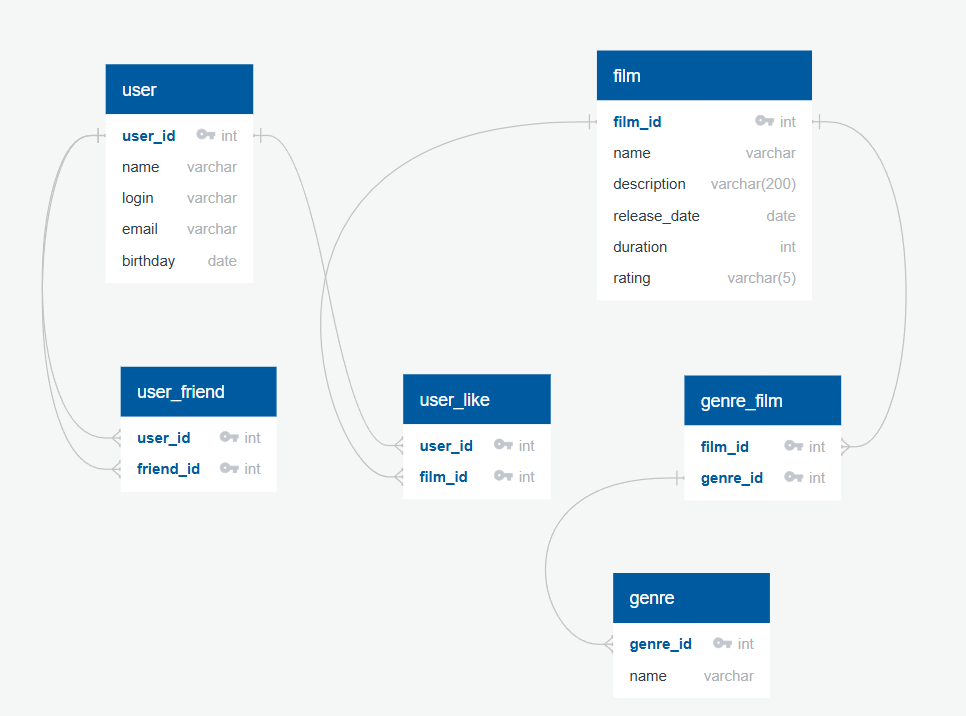 user
user_id int
name varchar
login varchar
email varchar
birthday date
film
film_id int
name varchar
description varchar(200)
release_date date
duration int
rating varchar(5)
user_friend
user_id int
friend_id int
user_like
user_id int
film_id int
genre_film
film_id int
genre_id int
genre
genre_id int
name varchar